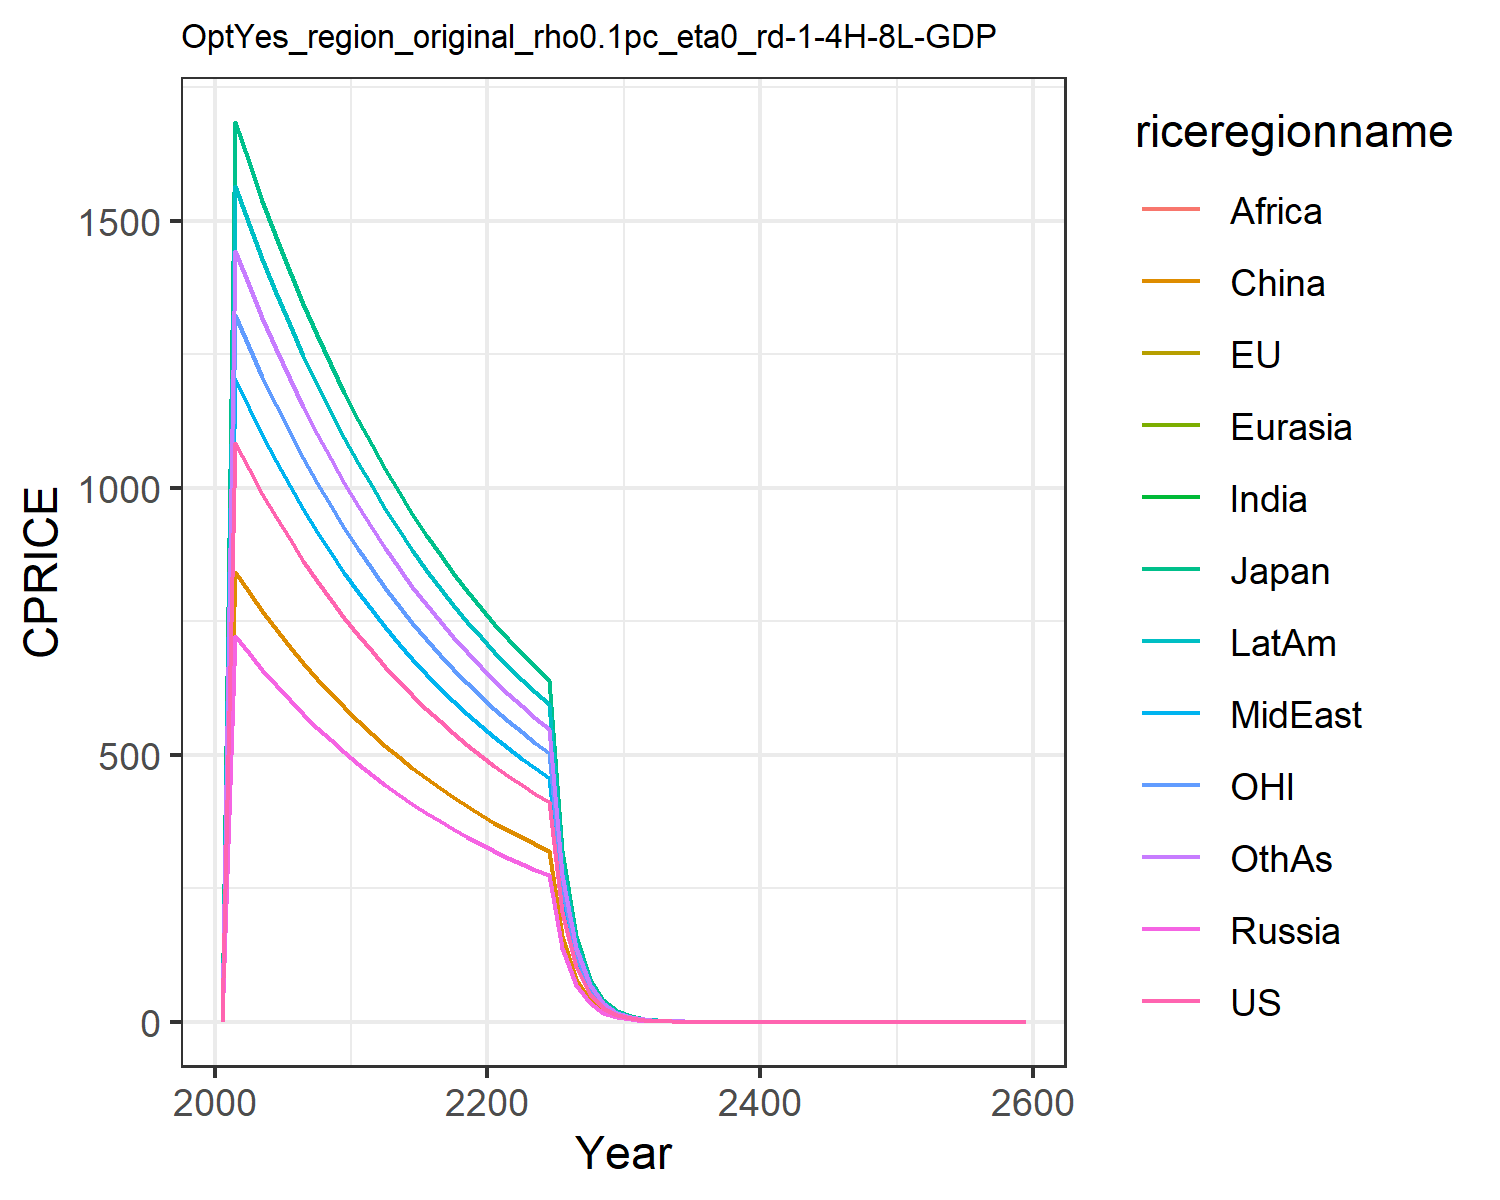 OptYes_region_original_rho0.1pc_eta0_rd-1-4H-8L-GDP
CPRICE
1500
1000
500
0
2000
2200
2400
2600
Year
riceregionname
Africa
China
EU
Eurasia
India
Japan
LatAm
MidEast
OHI
OthAs
Russia
US